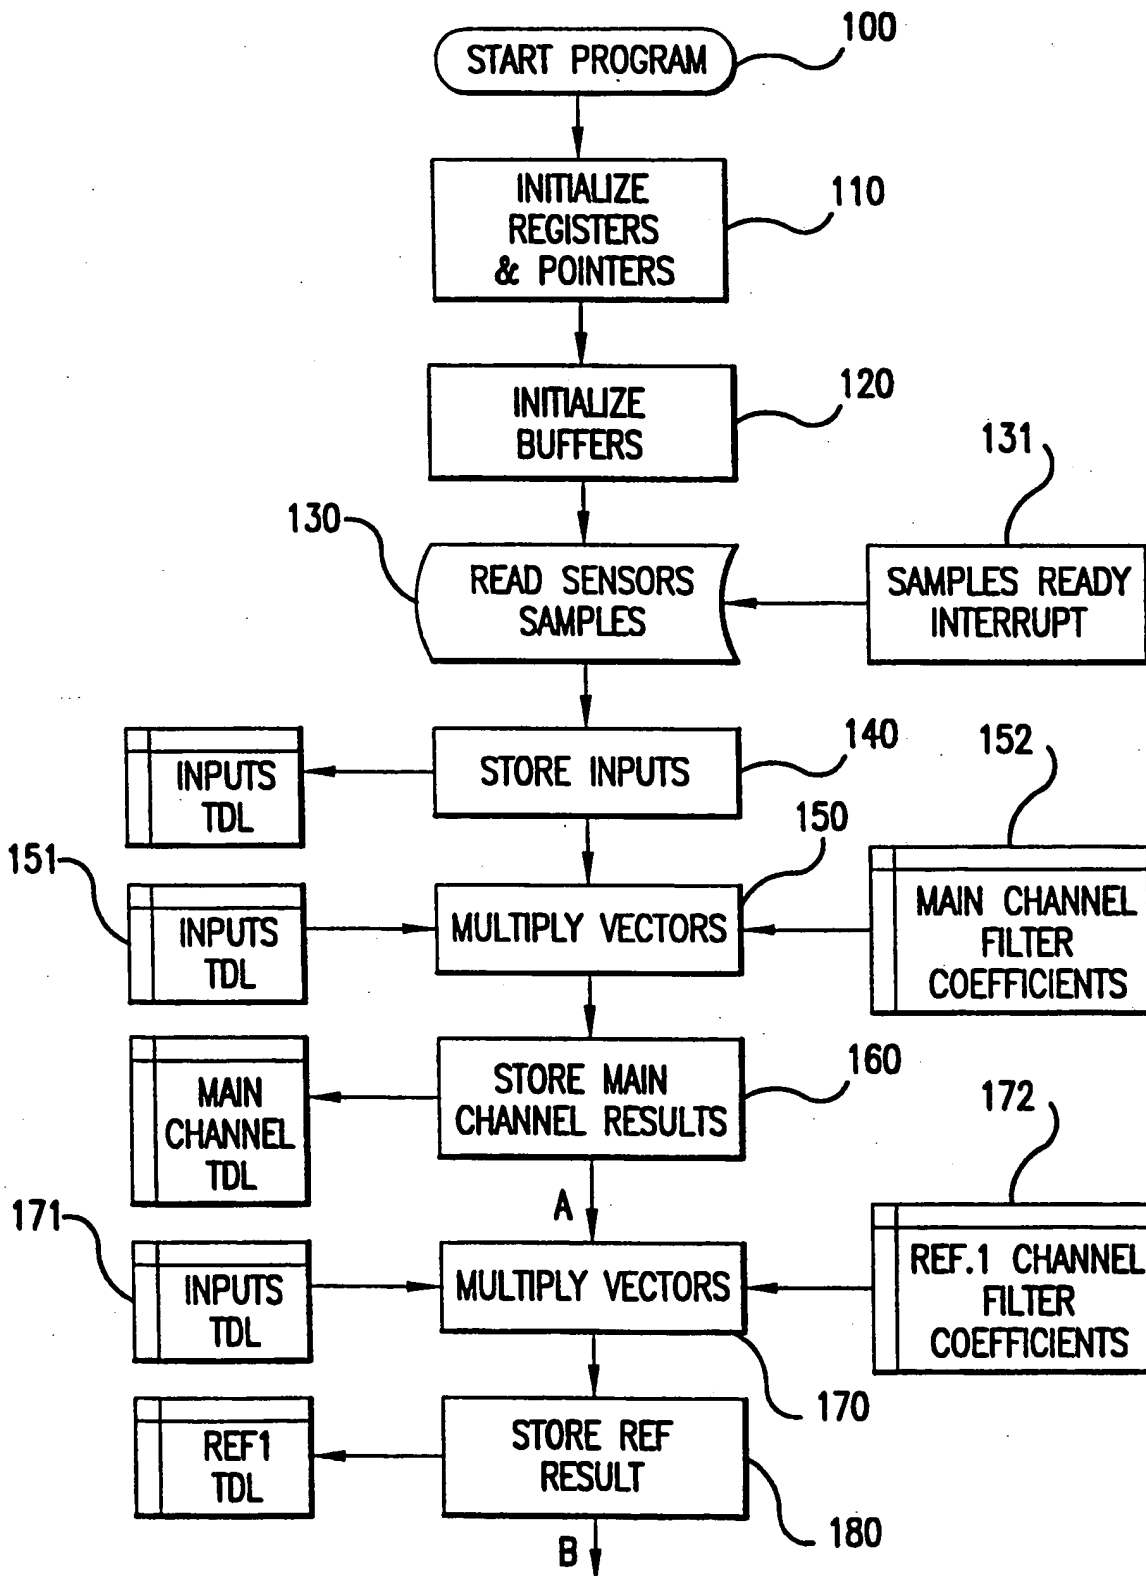 START PROGRAM
100
INITIALIZE
REGISTERS
& POINTERS
110
INITIALIZE
BUFFERS
120
130
READ SENSORS
SAMPLES
131
SAMPLES READY
INTERRUPT
INPUTS
TDL
STORE INPUTS
140
151
INPUTS
TDL
MULTIPLY VECTORS
150
152
MAIN CHANNEL
FILTER
COEFFICIENTS
MAIN
CHANNEL
TDL
STORE MAIN
CHANNEL RESULTS
160
A
171
INPUTS
TDL
MULTIPLY VECTORS
170
172
REF.1 CHANNEL
FILTER
COEFFICIENTS
REF1
TDL
STORE REF
RESULT
180
B